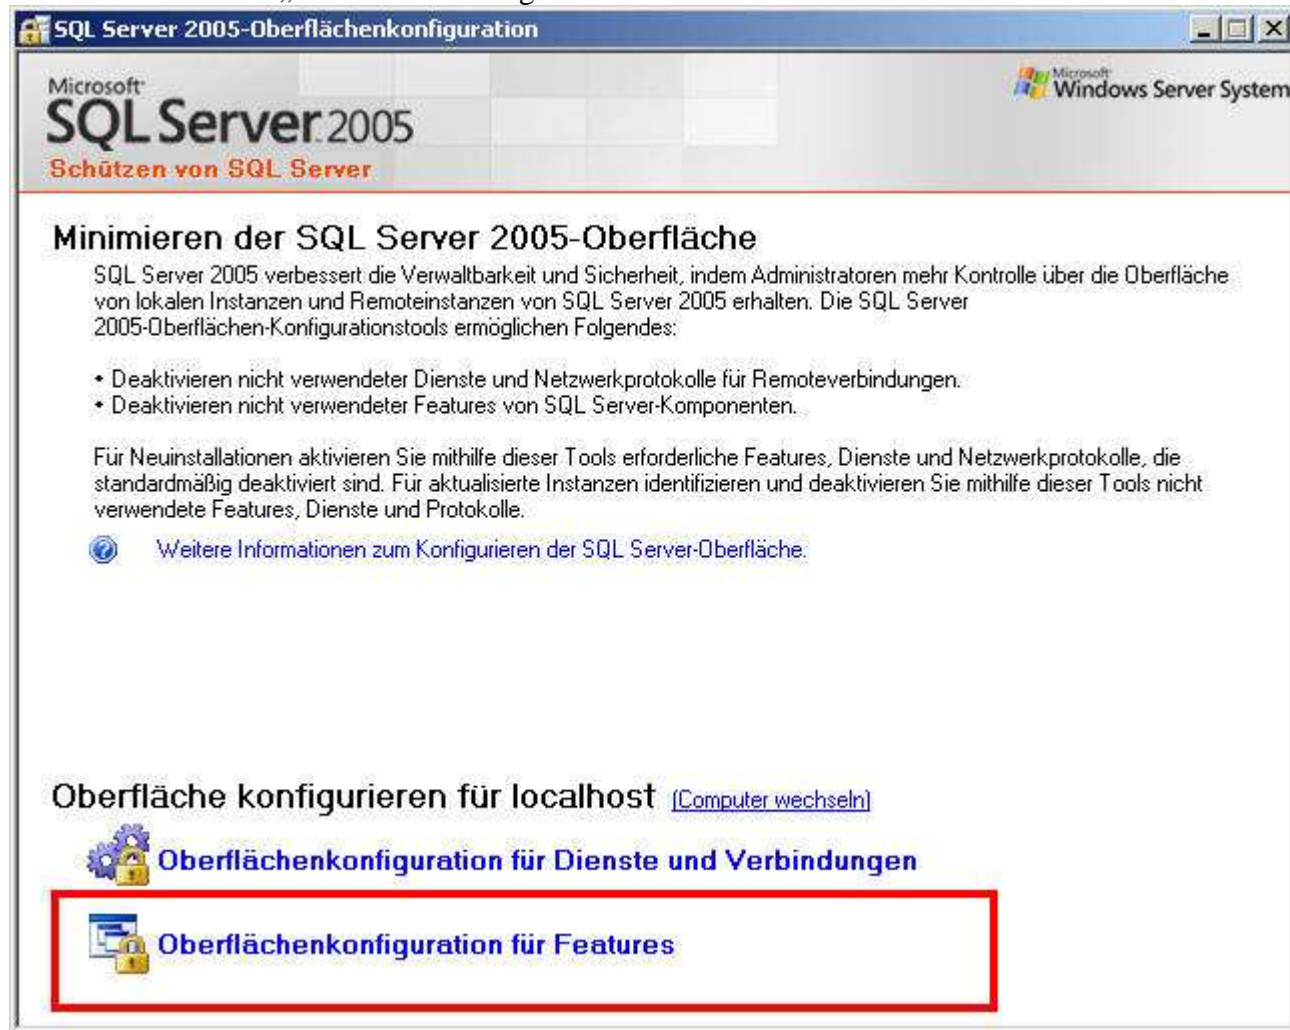 SQL Server 2005-Oberflächenkonfiguration
Microsoft
SQL Server 2005
Schützen von SQL Server
Microsoft
Windows Server System
Minimieren der SQL Server 2005-Oberfläche
SQL Server 2005 verbessert die Verwaltbarkeit und Sicherheit, indem Administratoren mehr Kontrolle über die Oberfläche
von lokalen Instanzen und Remoteinstanzen von SQL Server 2005 erhalten. Die SQL Server
2005-Oberflächen-Konfigurationstools ermöglichen Folgendes:
• Deaktivieren nicht verwendeter Dienste und Netzwerkprotokolle für Remoteverbindungen.
• Deaktivieren nicht verwendeter Features von SQL Server-Komponenten.
Für Neuinstallationen aktivieren Sie mithilfe dieser Tools erforderliche Features, Dienste und Netzwerkprotokolle, die
standardmäßig deaktiviert sind. Für aktualisierte Instanzen identifizieren und deaktivieren Sie mithilfe dieser Tools nicht
verwendete Features, Dienste und Protokolle.
Weitere Informationen zum Konfigurieren der SQL Server-Oberfläche.
Oberfläche konfigurieren für localhost (Computer wechseln)
Oberflächenkonfiguration für Dienste und Verbindungen
Oberflächenkonfiguration für Features